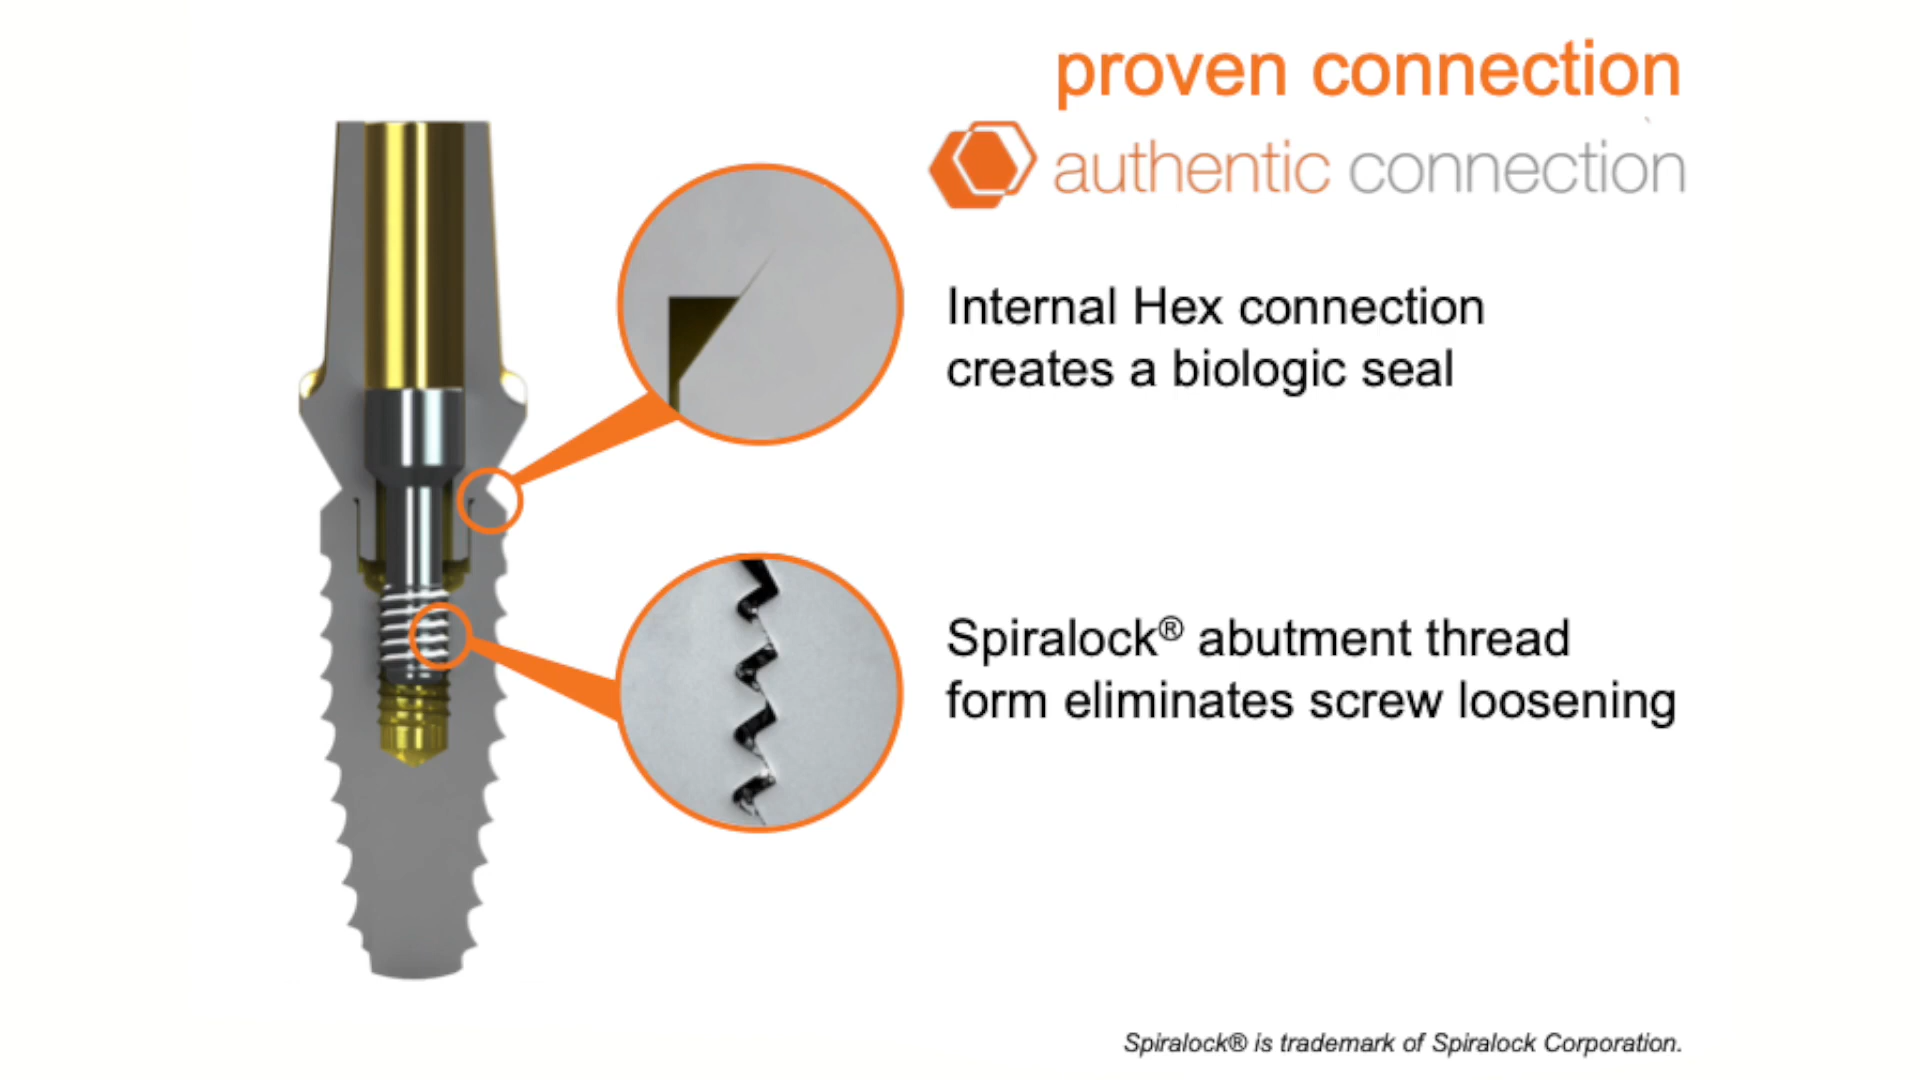 proven connection
authentic connection
Internal Hex connection
creates a biologic seal
Spiralock® abutment thread
form eliminates screw loosening
Spiralock® is trademark of Spiralock Corporation.